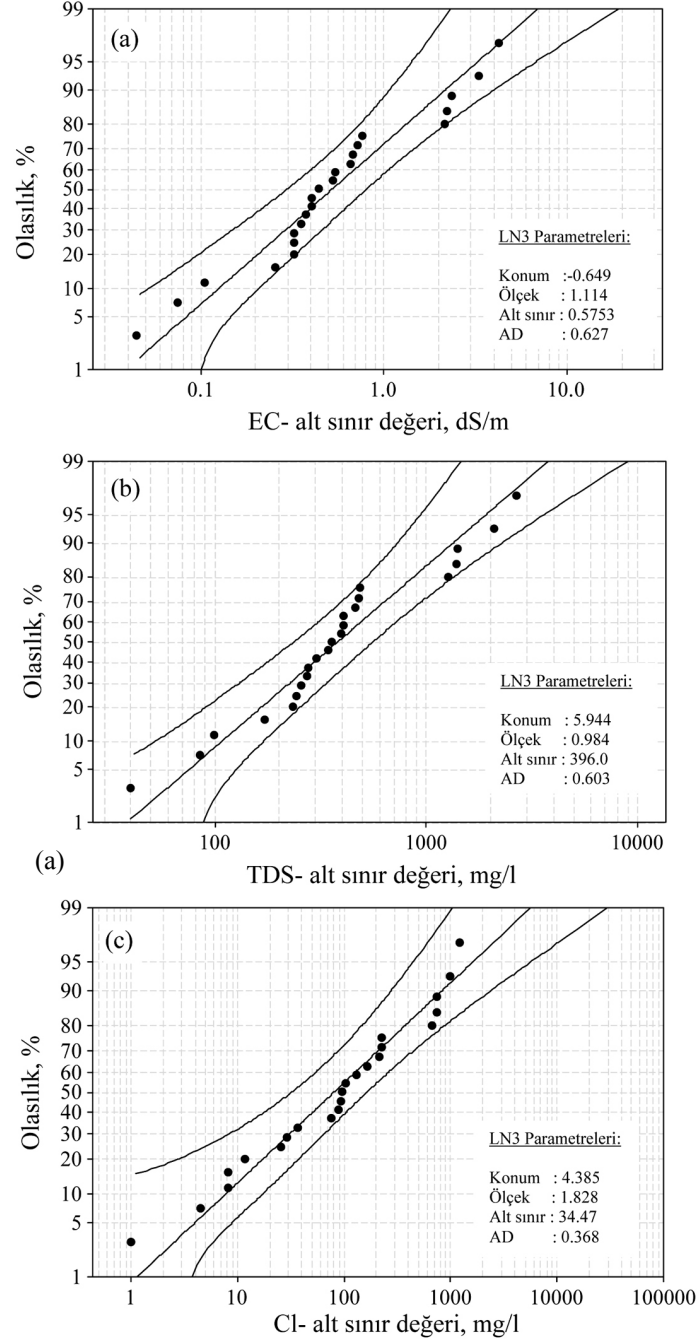 (a)
99
95
90
80
70
60
50
40
30
20
10
5
1
Olasılık, %
LN3 Parametreleri:
Konum :-0.649
Ölçek : 1.114
Alt sınır : 0.5753
AD : 0.627
0.1 1.0 10.0
EC- alt sınır değeri, dS/m
(b)
99
95
90
80
70
60
50
40
30
20
10
5
1
Olasılık, %
LN3 Parametreleri:
Konum : 5.944
Ölçek : 0.984
Alt sınır : 396.0
AD : 0.603
100 1000 10000
(a)
TDS- alt sınır değeri, mg/l
(c)
99
95
90
80
70
60
50
40
30
20
10
5
1
Olasılık, %
LN3 Parametreleri:
Konum : 4.385
Ölçek : 1.828
Alt sınır : 34.47
AD : 0.368
1 10 100 1000 10000 100000
Cl- alt sınır değeri, mg/l